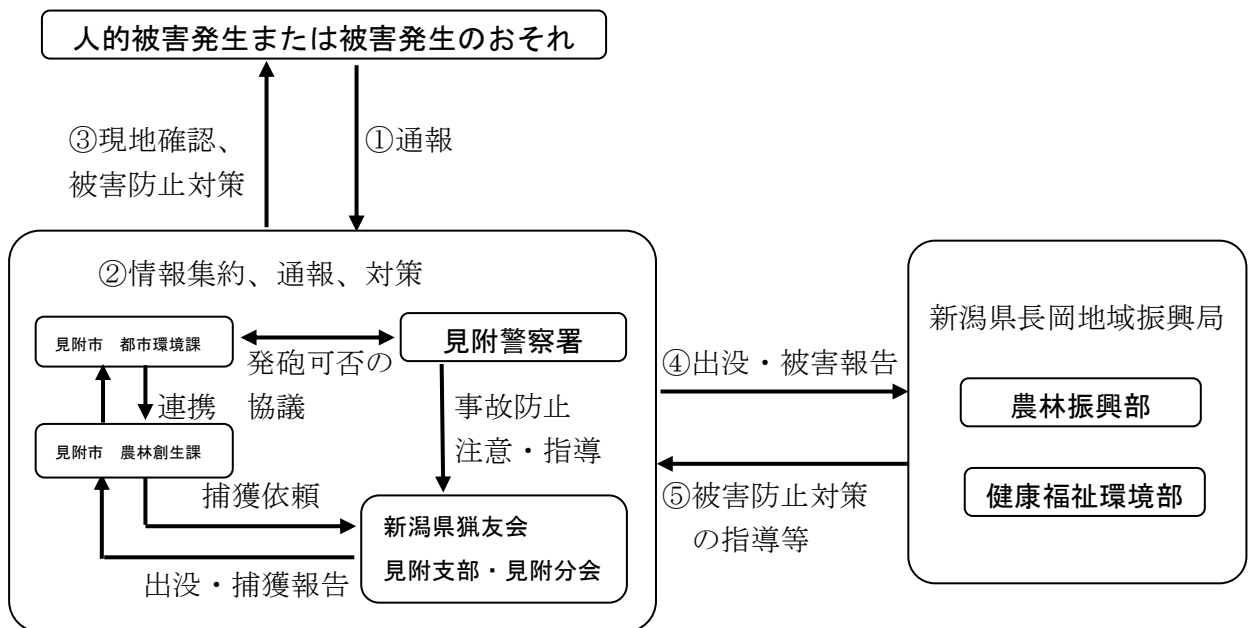 人的被害発生または被害発生のおそれ
③現地確認、
被害防止対策
①通報
②情報集約、通報、対策
見附市　都市環境課
発砲可否の
協議
見附警察署
連携
事故防止
注意・指導
見附市　農林創生課
捕獲依頼
新潟県猟友会
見附支部・見附分会
出没・捕獲報告
④出没・被害報告
⑤被害防止対策
の指導等
新潟県長岡地域振興局
農林振興部
健康福祉環境部